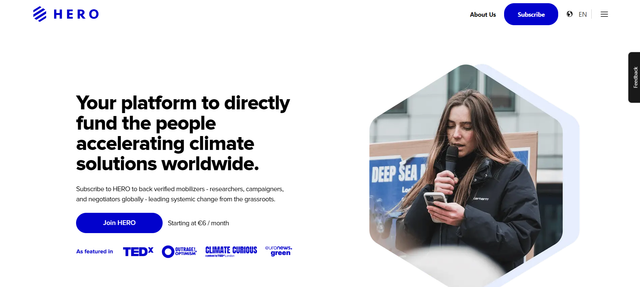 HERO
About Us
Subscribe
EN
Feedback
Your platform to directly
fund the people
accelerating climate
solutions worldwide.
Subscribe to HERO to back verified mobilizers - researchers, campaigners,
and negotiators globally - leading systemic change from the grassroots.
Join HERO
Starting at €6 / month
As featured in
TEDx
OUTRAGE+
OPTIMISM
CLIMATE CURIOUS
euronews.
green
DEEP SEA